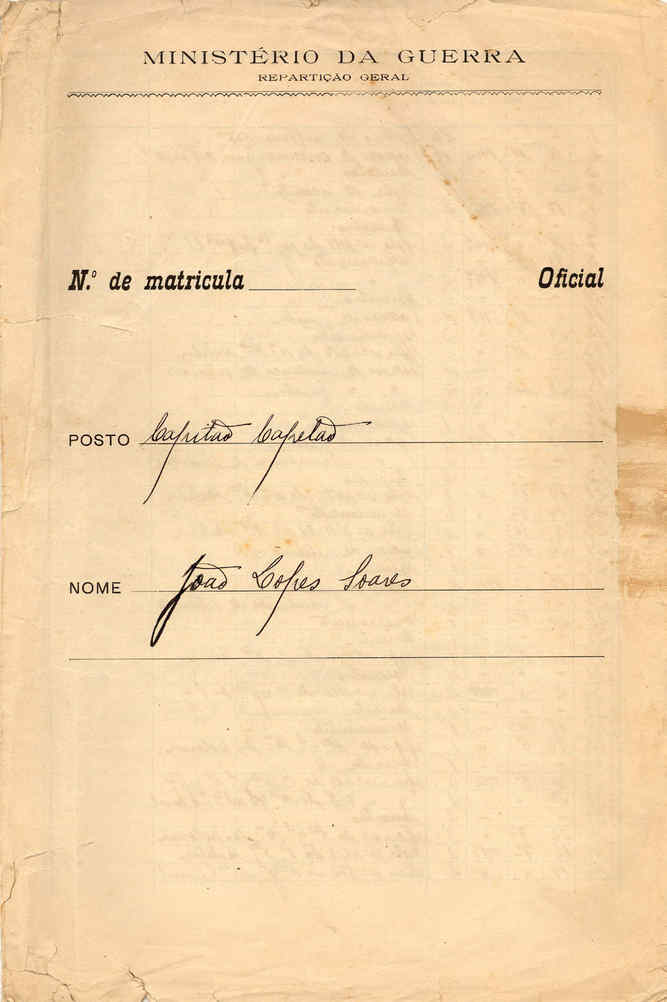 MINISTÉRIO DA GUERRA
REPARTIÇÃO GERAL
N.º de matricula Oficial
POSTO Capitão Capelão
NOME João Lopes Soares